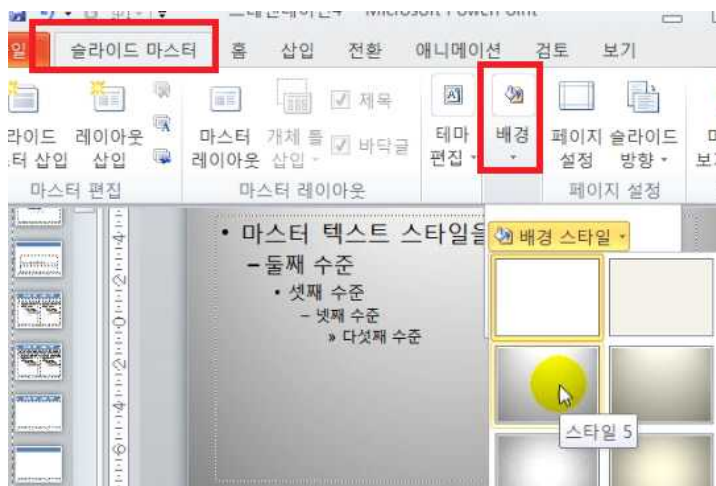 슬라이드 마스터 홈 삽입 전환 애니메이션 검토 보기
레이아웃 삽입
마스터 레이아웃
개체 틀 삽입
제목
바닥글
테마 편집
배경
페이지 설정
슬라이드 방향
마스터 편집 마스터 레이아웃 페이지 설정
• 마스터 텍스트 스타일을
– 둘째 수준
• 셋째 수준
– 넷째 수준
» 다섯째 수준
배경 스타일
스타일 5